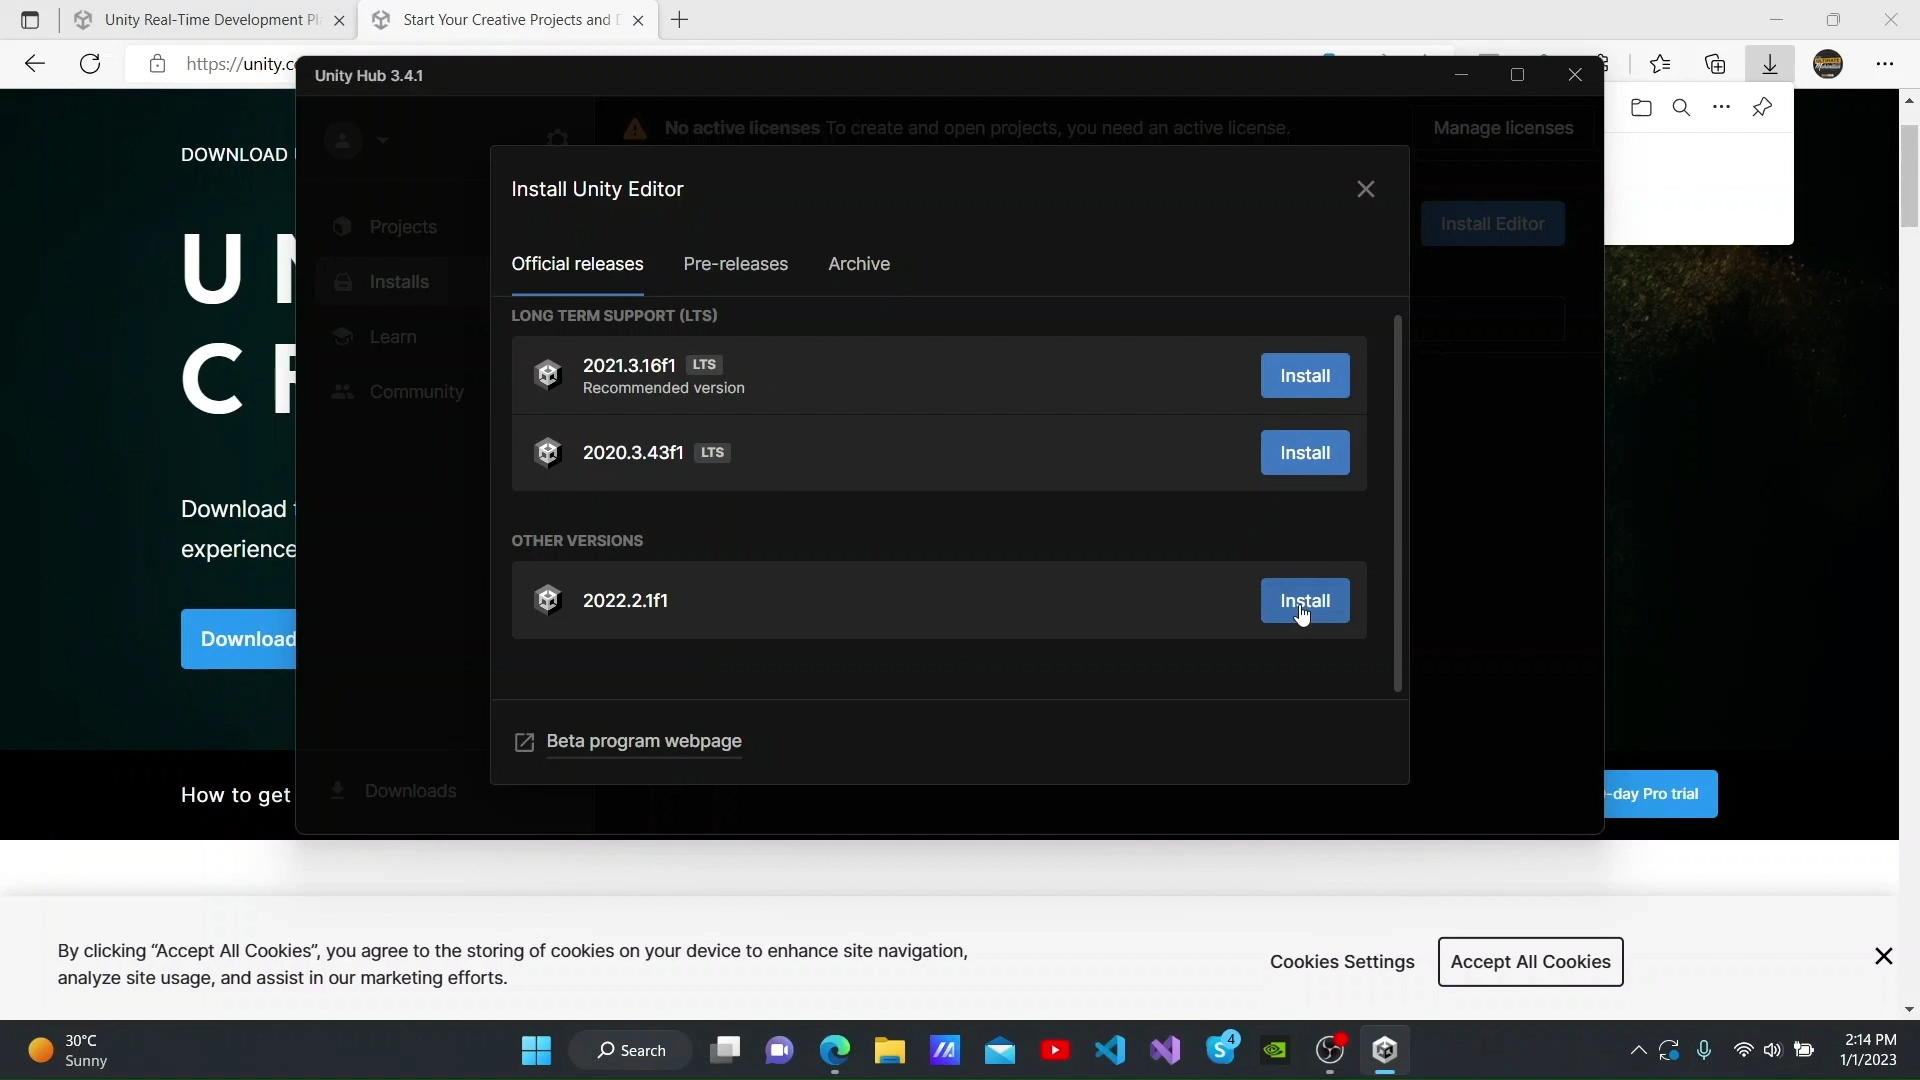 Unity Real-Time Development Pl
Start Your Creative Projects and D
https://unity.c
Unity Hub 3.4.1
No active licenses To create and open projects, you need an active license.
Manage licenses
DOWNLOAD
Install Unity Editor
Install Editor
Projects
Official releases
Pre-releases
Archive
Installs
LONG TERM SUPPORT (LTS)
Learn
2021.3.16f1 LTS
Recommended version
Install
Community
2020.3.43f1 LTS
Install
Download
experience
OTHER VERSIONS
2022.2.1f1
Install
Download
Beta program webpage
How to get
Downloads
-day Pro trial
By clicking “Accept All Cookies”, you agree to the storing of cookies on your device to enhance site navigation,
analyze site usage, and assist in our marketing efforts.
Cookies Settings
Accept All Cookies
30°C
Sunny
Search
4
2:14 PM
1/1/2023